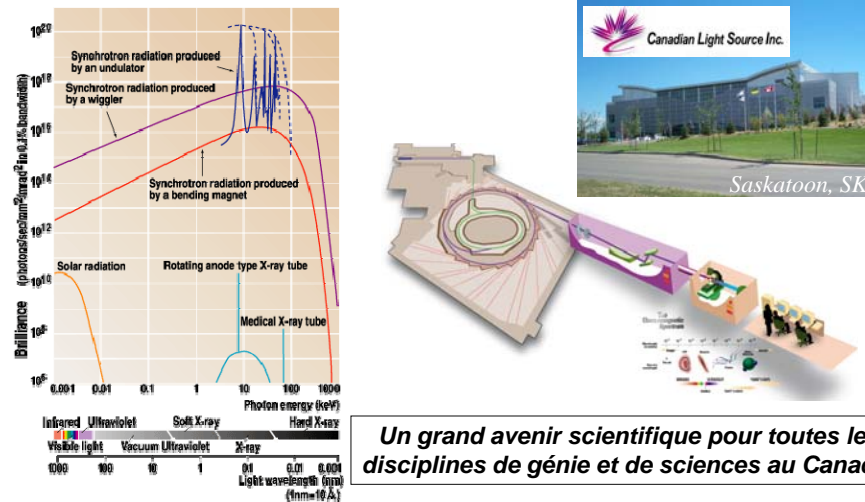 Synchrotron radiation produced
by an undulator
Synchrotron radiation produced
by a wiggler
Synchrotron radiation produced
by a bending magnet
Solar radiation
Rotating anode type X-ray tube
Medical X-ray tube
Brilliance (photons/sec/mm²/mrad² in 0.1% bandwidth)
10²⁰
10¹⁸
10¹⁶
10¹⁴
10¹²
10¹⁰
10⁸
10⁶
0.001 0.01 0.1 1 10 100 1000
Photon energy (keV)
Infrared Ultraviolet Soft X-ray Hard X-ray
Visible light Vacuum Ultraviolet X-ray
1000 100 10 1 0.1 0.01 0.001
Light wavelength (nm)
(1nm=10 Å)
Canadian Light Source Inc.
Saskatoon, SK
The
Electromagnetic
Spectrum
Un grand avenir scientifique pour toutes le
disciplines de génie et de sciences au Canad